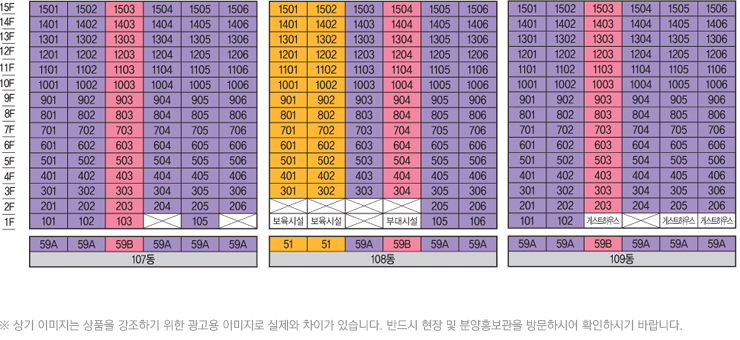 15F 1501 1502 1503 1504 1505 1506 1501 1502 1503 1504 1505 1506 1501 1502 1503 1504 1505 1506
14F 1401 1402 1403 1404 1405 1406 1401 1402 1403 1404 1405 1406 1401 1402 1403 1404 1405 1406
13F 1301 1302 1303 1304 1305 1306 1301 1302 1303 1304 1305 1306 1301 1302 1303 1304 1305 1306
12F 1201 1202 1203 1204 1205 1206 1201 1202 1203 1204 1205 1206 1201 1202 1203 1204 1205 1206
11F 1101 1102 1103 1104 1105 1106 1101 1102 1103 1104 1105 1106 1101 1102 1103 1104 1105 1106
10F 1001 1002 1003 1004 1005 1006 1001 1002 1003 1004 1005 1006 1001 1002 1003 1004 1005 1006
9F 901 902 903 904 905 906 901 902 903 904 905 906 901 902 903 904 905 906
8F 801 802 803 804 805 806 801 802 803 804 805 806 801 802 803 804 805 806
7F 701 702 703 704 705 706 701 702 703 704 705 706 701 702 703 704 705 706
6F 601 602 603 604 605 606 601 602 603 604 605 606 601 602 603 604 605 606
5F 501 502 503 504 505 506 501 502 503 504 505 506 501 502 503 504 505 506
4F 401 402 403 404 405 406 401 402 403 404 405 406 401 402 403 404 405 406
3F 301 302 303 304 305 306 301 302 303 304 305 306 301 302 303 304 305 306
2F 201 202 203 204 205 206 205 206 201 202 203 204 205 206
1F 101 102 103 105 보육시설 보육시설 부대시설 105 106 101 102 게스트하우스 게스트하우스 게스트하우스
59A 59A 59B 59A 59A 59A 51 51 59A 59B 59A 59A 59A 59A 59B 59A 59A 59A
107동 108동 109동
※ 상기 이미지는 상품을 강조하기 위한 광고용 이미지로 실제와 차이가 있습니다. 반드시 현장 및 분양홍보관을 방문하시어 확인하시기 바랍니다.